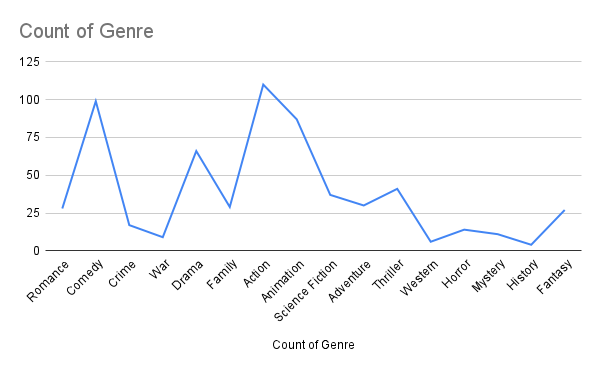 Count of Genre
125
100
75
50
25
0
Romance
Comedy
Crime
War
Drama
Family
Action
Animation
Science Fiction
Adventure
Thriller
Western
Horror
Mystery
History
Fantasy
Count of Genre